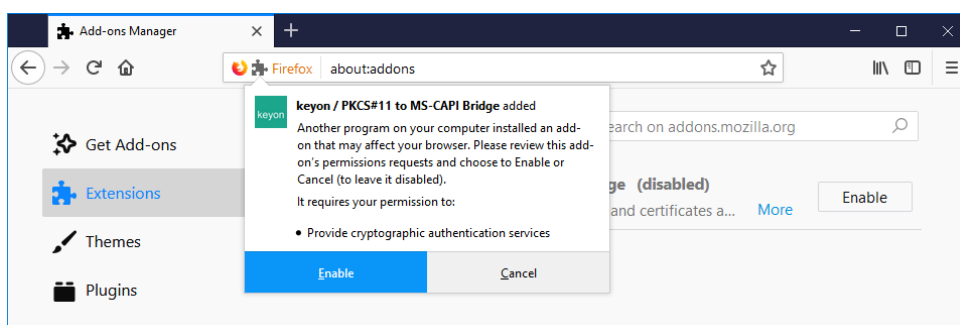 Add-ons Manager
Firefox about:addons
keyon
keyon / PKCS#11 to MS-CAPI Bridge added
Another program on your computer installed an add-
on that may affect your browser. Please review this add-
on's permissions requests and choose to Enable or
Cancel (to leave it disabled).
It requires your permission to:
• Provide cryptographic authentication services
Enable Cancel
Get Add-ons
Extensions
Themes
Plugins
earch on addons.mozilla.org
ge (disabled)
and certificates a... More
Enable